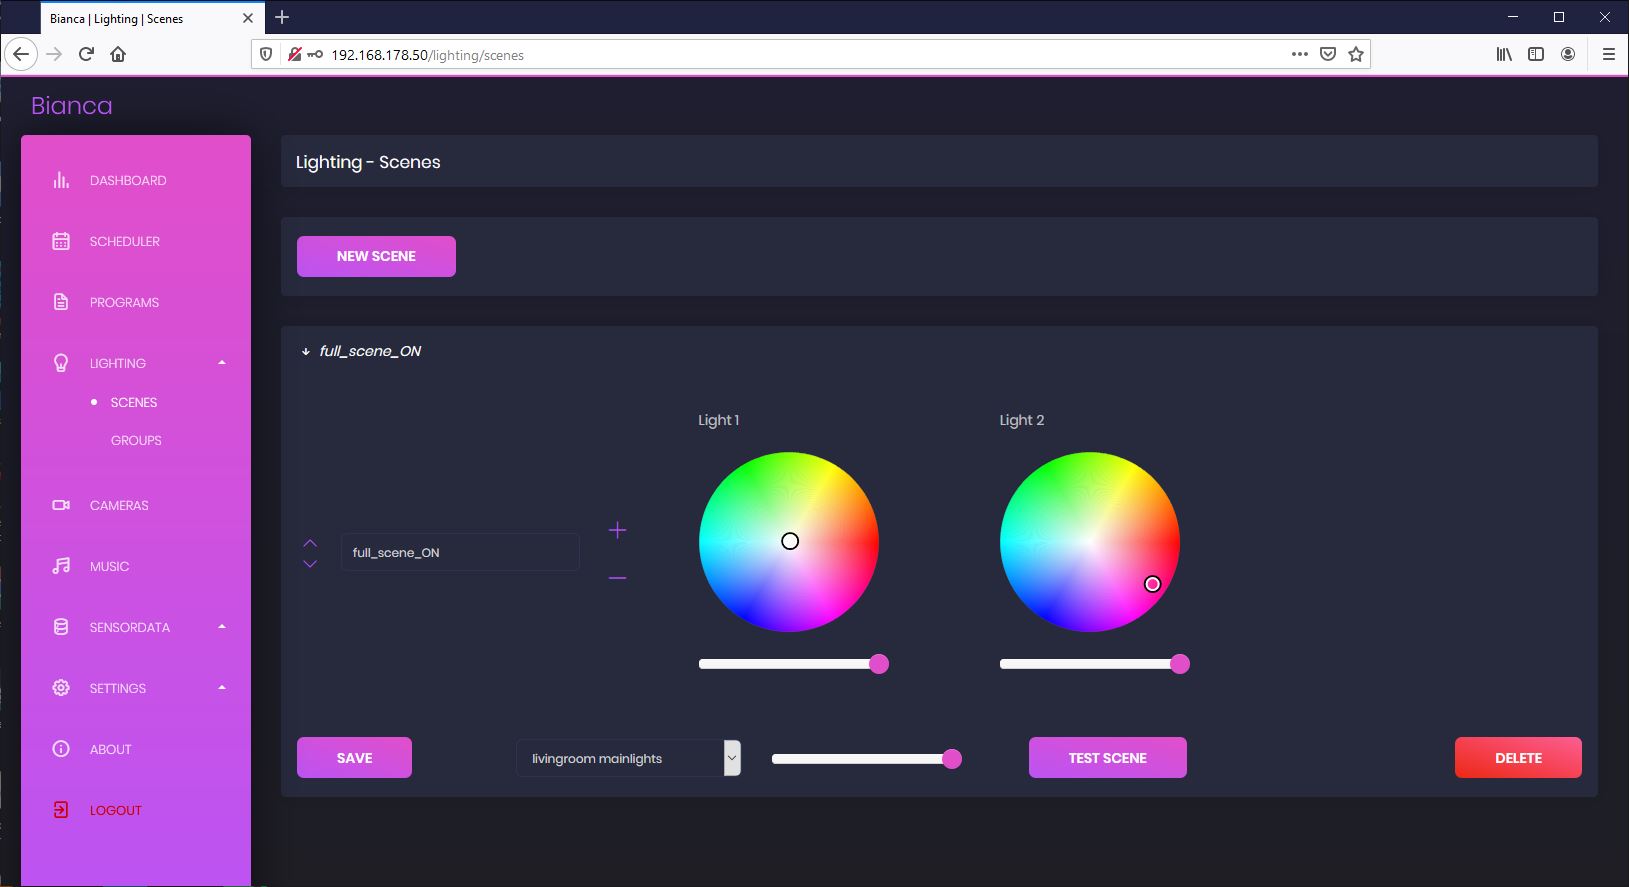 Bianca | Lighting | Scenes
192.168.178.50/lighting/scenes
Bianca
DASHBOARD
SCHEDULER
PROGRAMS
LIGHTING
SCENES
GROUPS
CAMERAS
MUSIC
SENSORDATA
SETTINGS
ABOUT
LOGOUT
Lighting - Scenes
NEW SCENE
full_scene_ON
Light 1
Light 2
full_scene_ON
SAVE
livingroom mainlights
TEST SCENE
DELETE